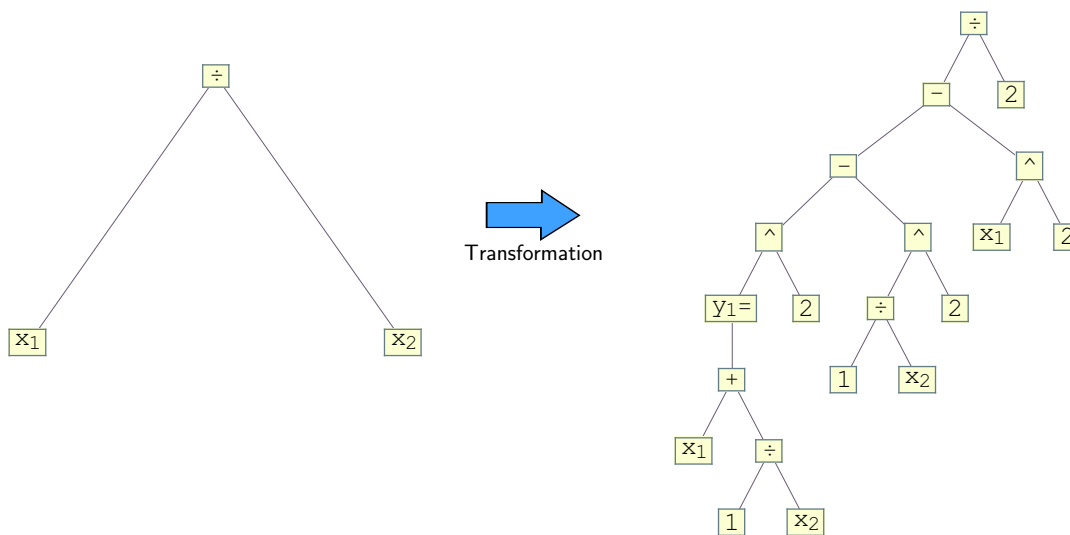 ÷
x1
x2
Transformation
÷
−
2
−
^
^
^
x1
2
y1=
2
÷
2
+
1
x2
x1
÷
1
x2